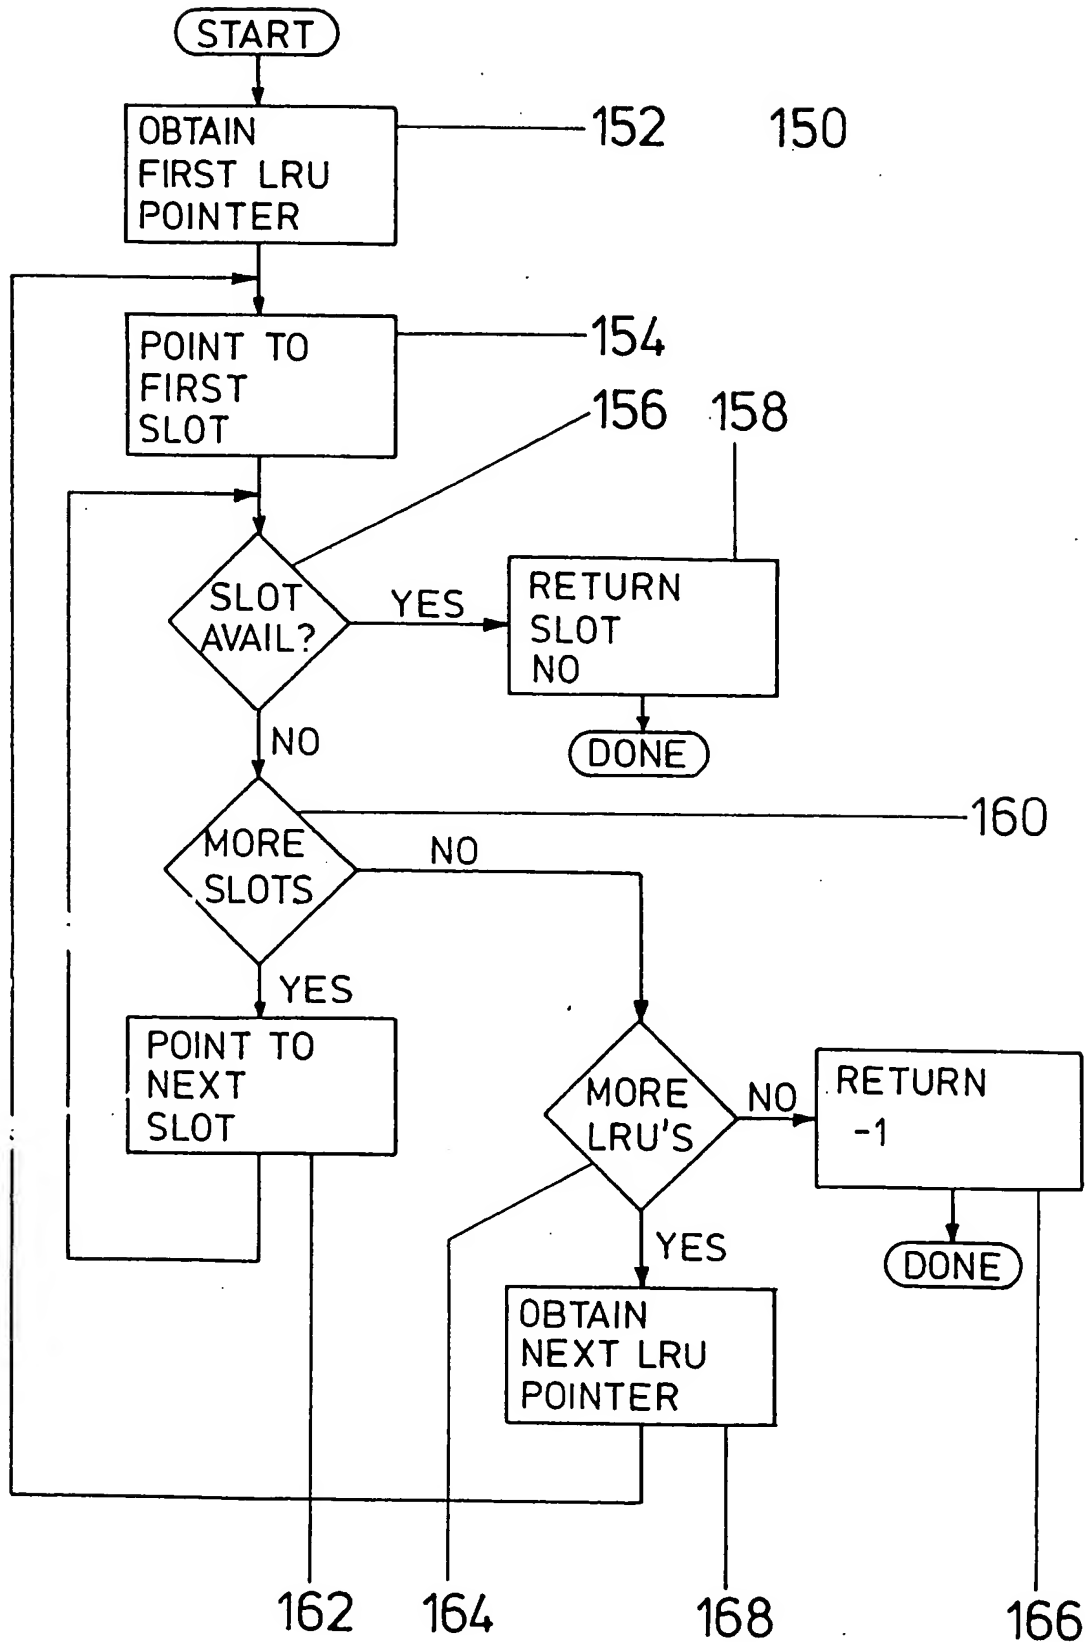 START
OBTAIN
FIRST LRU
POINTER
152
150
POINT TO
FIRST
SLOT
154
156
158
SLOT
AVAIL?
YES
RETURN
SLOT
NO
DONE
NO
MORE
SLOTS
NO
160
YES
POINT TO
NEXT
SLOT
MORE
LRU'S
NO
RETURN
-1
DONE
YES
OBTAIN
NEXT LRU
POINTER
162
164
168
166